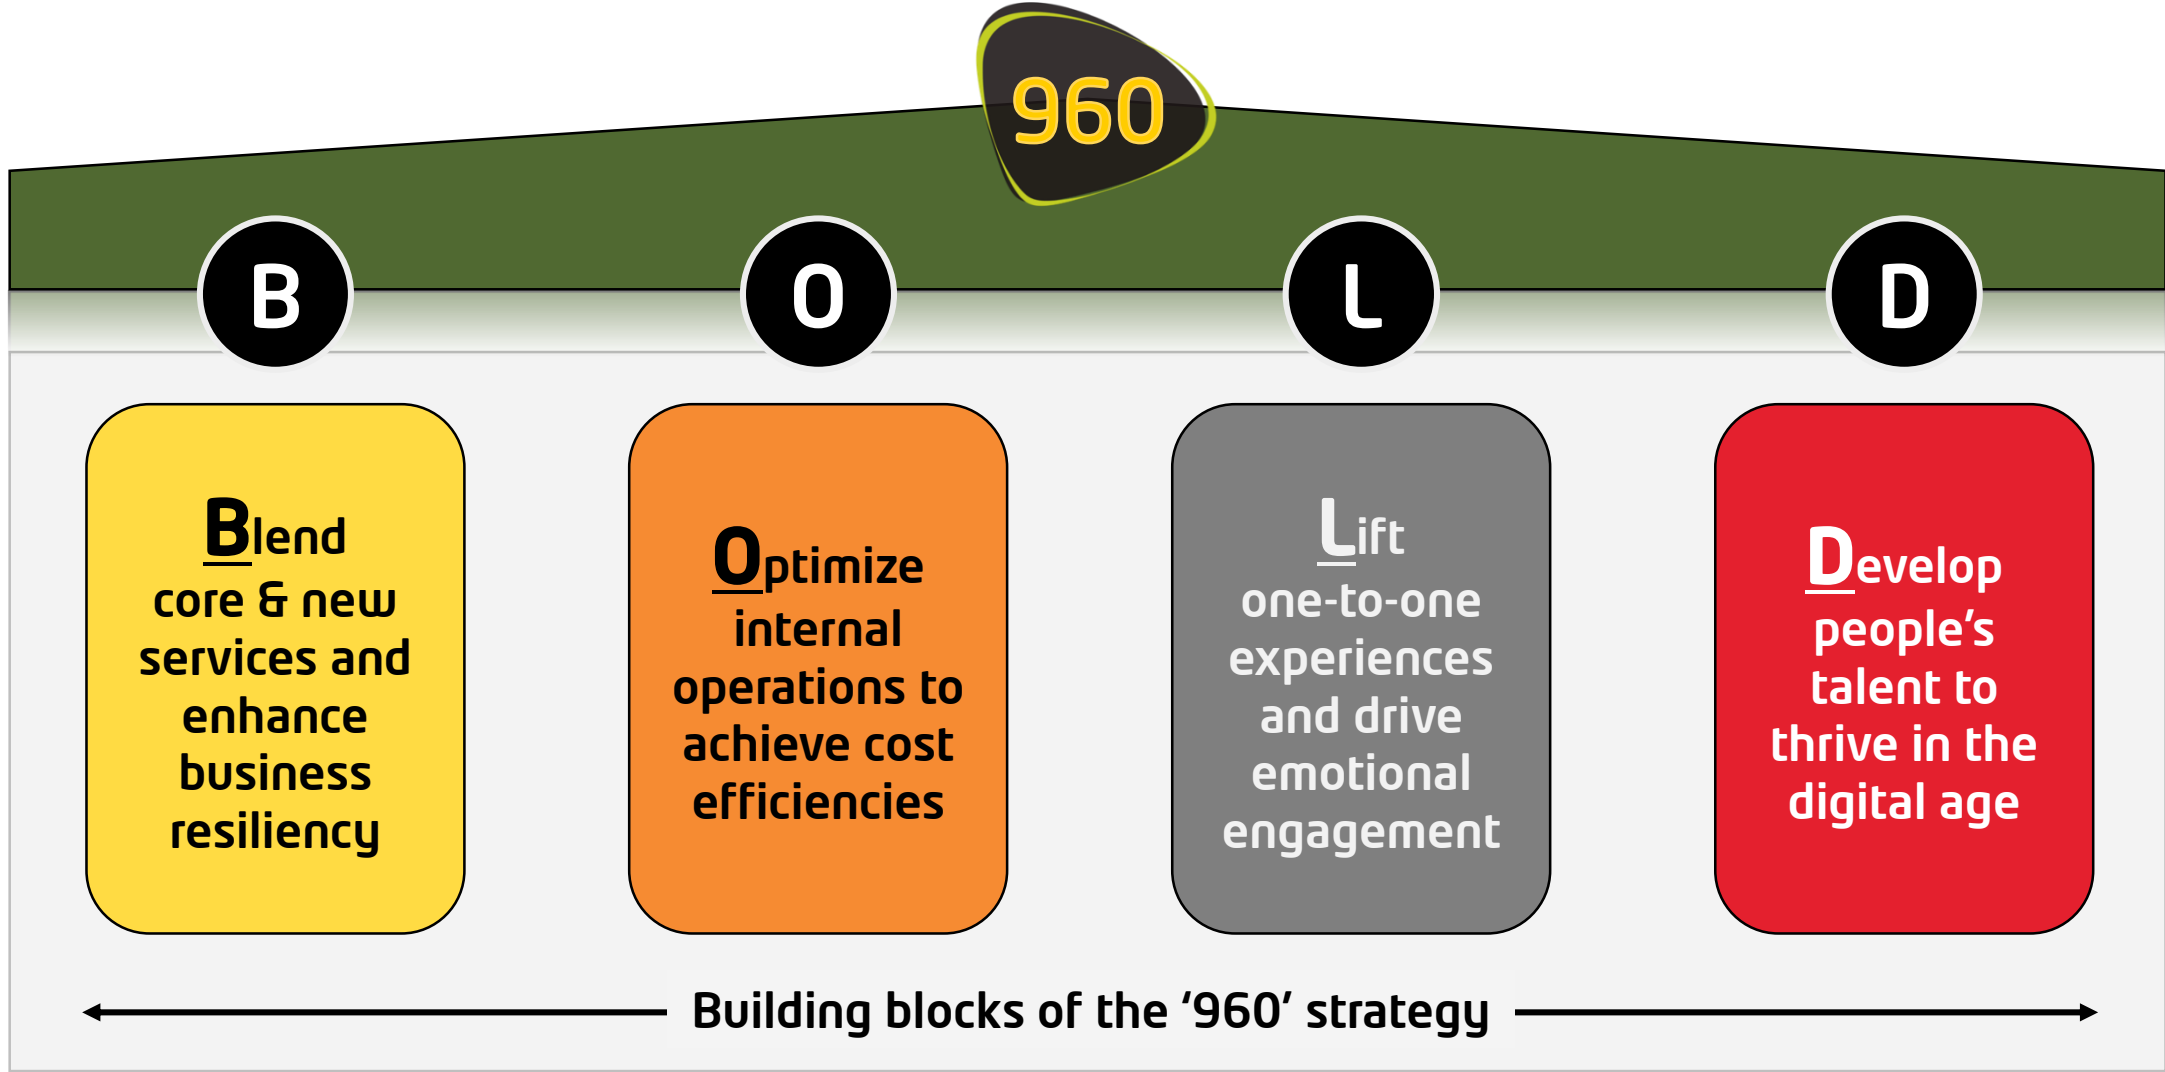 960
B
O
L
D
Blend
core & new
services and
enhance
business
resiliency
Optimize
internal
operations to
achieve cost
efficiencies
Lift
one-to-one
experiences
and drive
emotional
engagement
Develop
people’s
talent to
thrive in the
digital age
Building blocks of the ‘960’ strategy